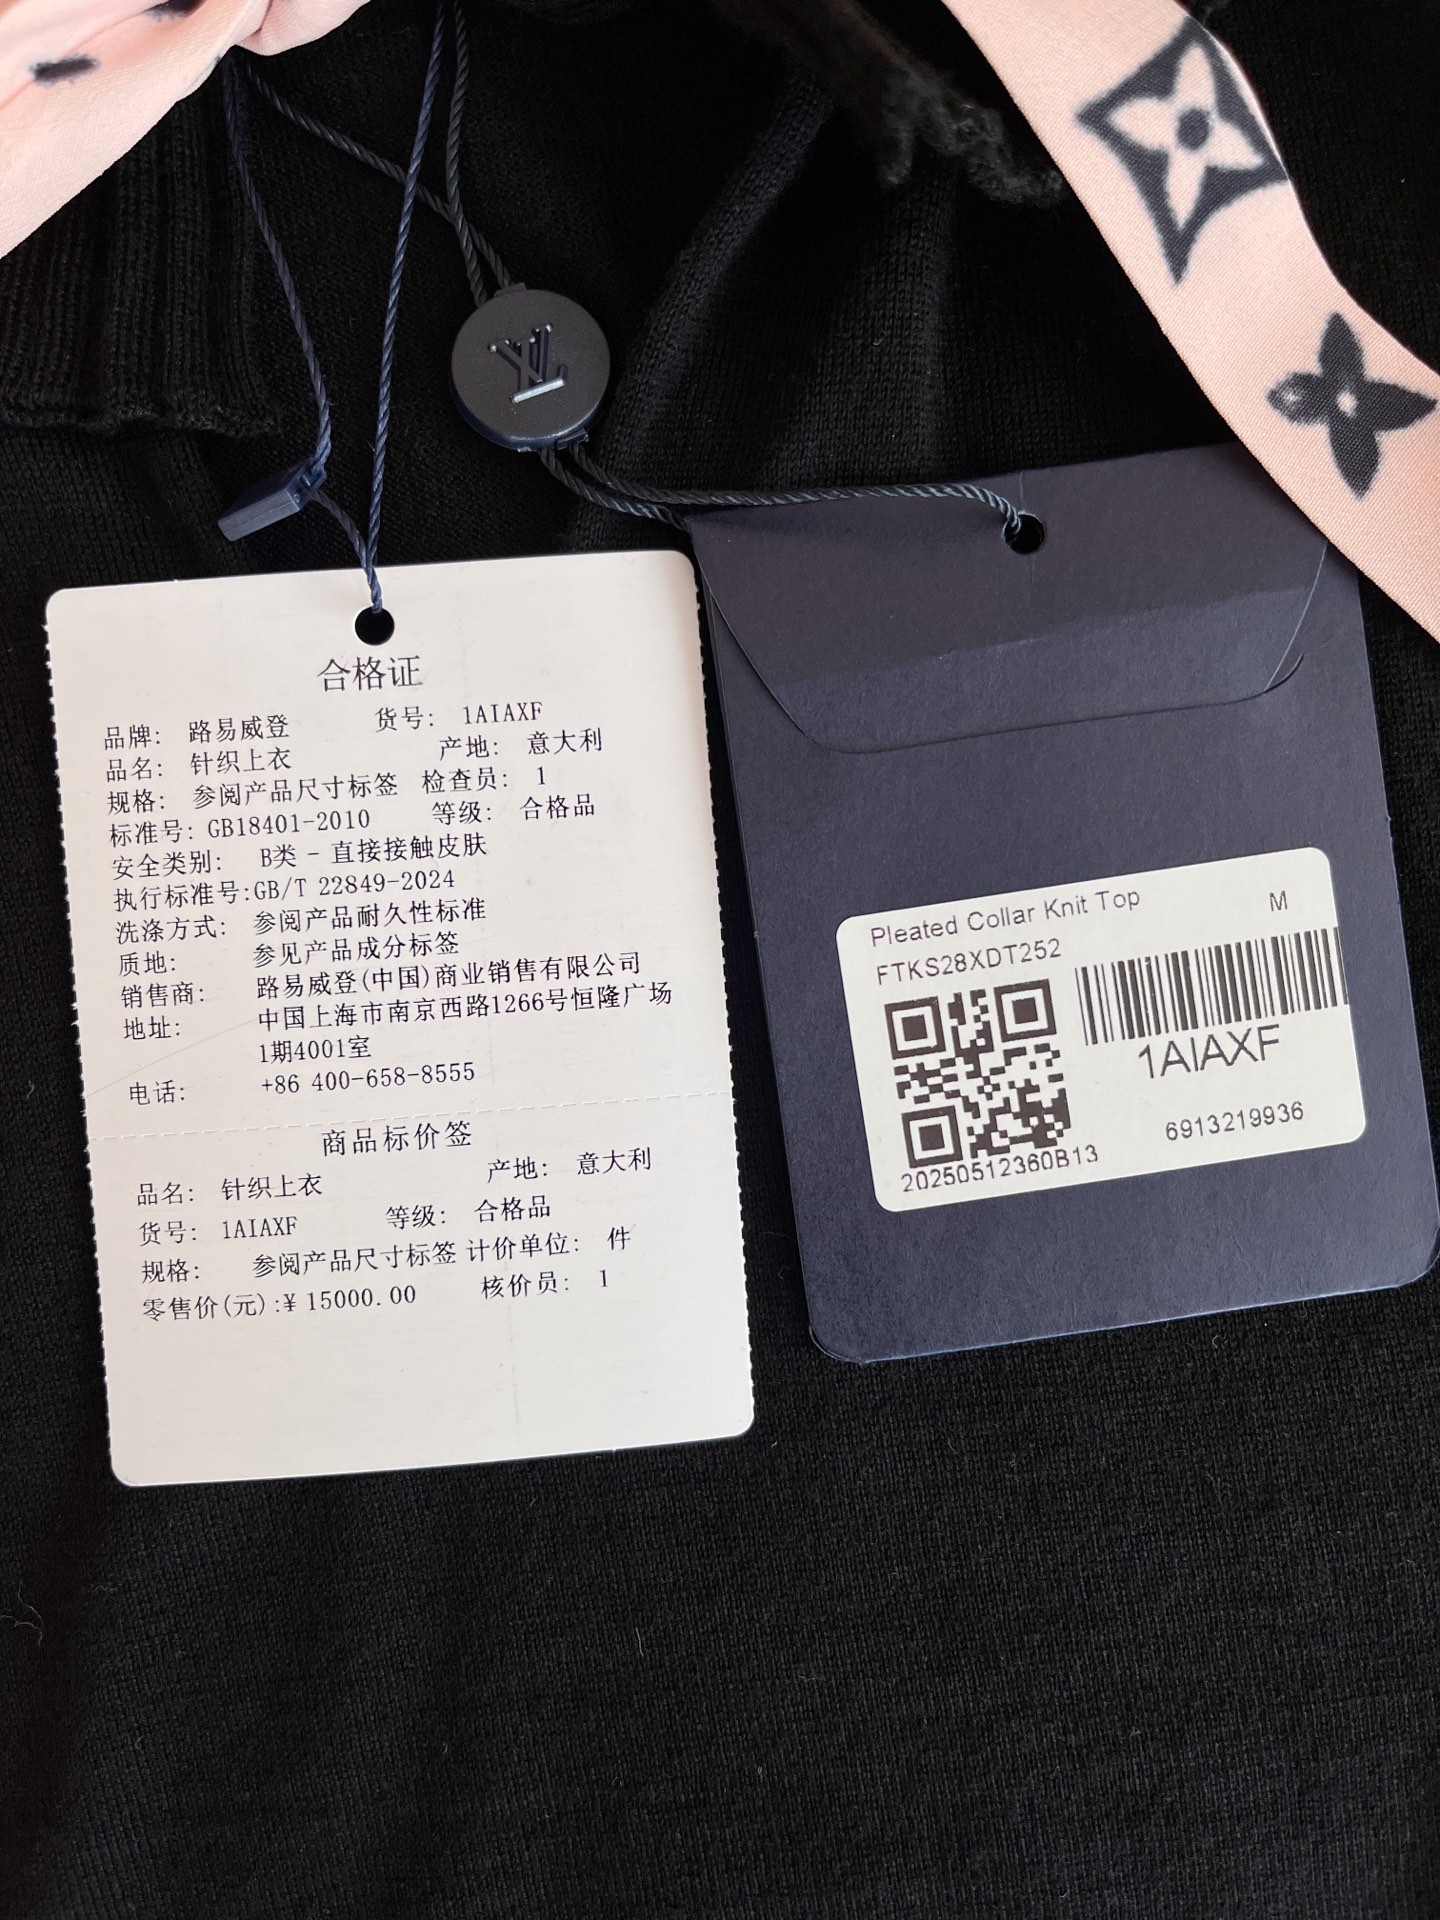 LV
合格证
品牌: 路易威登 货号: 1AIAXF
品名: 针织上衣 产地: 意大利
规格: 参阅产品尺寸标签 检查员: 1
标准号: GB18401-2010 等级: 合格品
安全类别: B类 - 直接接触皮肤
执行标准号:GB/T 22849-2024
洗涤方式: 参阅产品耐久性标准
质地: 参见产品成分标签
销售商: 路易威登(中国)商业销售有限公司
地址: 中国上海市南京西路1266号恒隆广场
1期4001室
电话: +86 400-658-8555
商品标价签
品名: 针织上衣 产地: 意大利
货号: 1AIAXF 等级: 合格品
规格: 参阅产品尺寸标签 计价单位: 件
零售价(元):¥ 15000.00 核价员: 1
Pleated Collar Knit Top M
FTKS28XDT252
1AIAXF
6913219936
20250512360B13